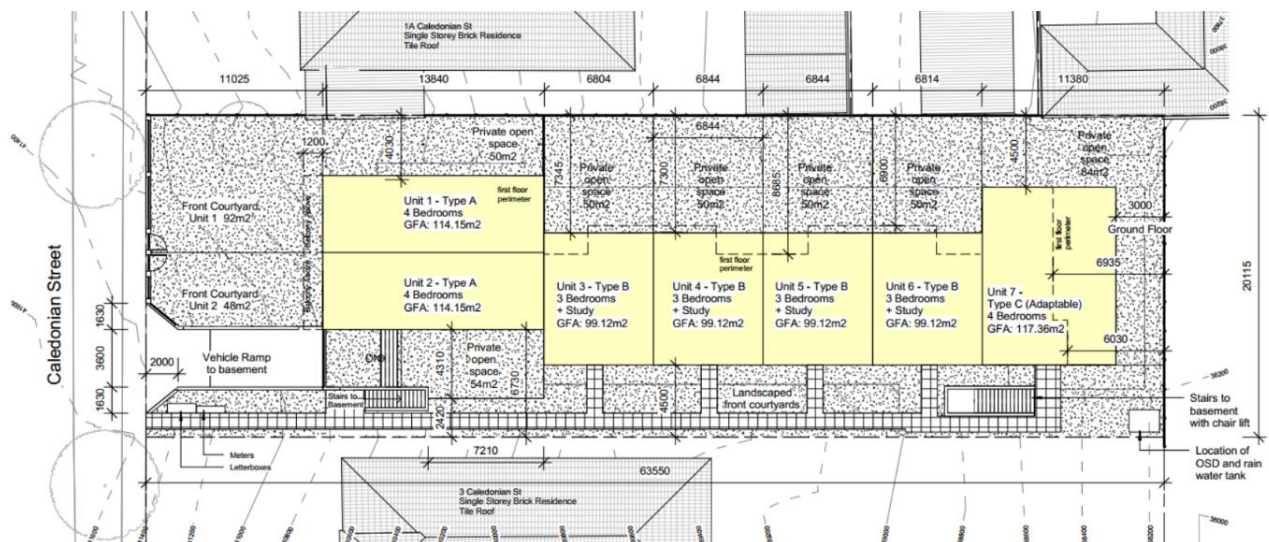 1A Caledonian St
Single Storey Brick Residence
Tile Roof
11025
13840
6804
6844
6844
6814
11380
Caledonian Street
20115
63550
1200
4030
Private open
space
50m2
6844
7345
7300
8685
6900
4500
Private
open
space
50m2
Private
open
space
50m2
Private
open
space
50m2
Private
open
space
50m2
Private open
space
84m2
Front Courtyard
Unit 1 92m2
Front Courtyard
Unit 2 48m2
first floor
perimeter
Unit 1 - Type A
4 Bedrooms
GFA: 114.15m2
Unit 2 - Type A
4 Bedrooms
GFA: 114.15m2
first floor
perimeter
Unit 3 - Type B
3 Bedrooms
+ Study
GFA: 99.12m2
Unit 4 - Type B
3 Bedrooms
+ Study
GFA: 99.12m2
Unit 5 - Type B
3 Bedrooms
+ Study
GFA: 99.12m2
Unit 6 - Type B
3 Bedrooms
+ Study
GFA: 99.12m2
first floor
perimeter
Unit 7 -
Type C (Adaptable)
4 Bedrooms
GFA: 117.36m2
3000
Ground Floor
6935
6030
1630
3600
1630
2000
Vehicle Ramp
to basement
Private
open
space
54m2
4310
6730
2420
4500
Stairs to
Basement
Landscaped
front courtyards
Stairs to
basement
with chair lift
Location of
OSD and rain
water tank
Meters
Letterboxes
7210
3 Caledonian St
Single Storey Brick Residence
Tile Roof
38200
38000